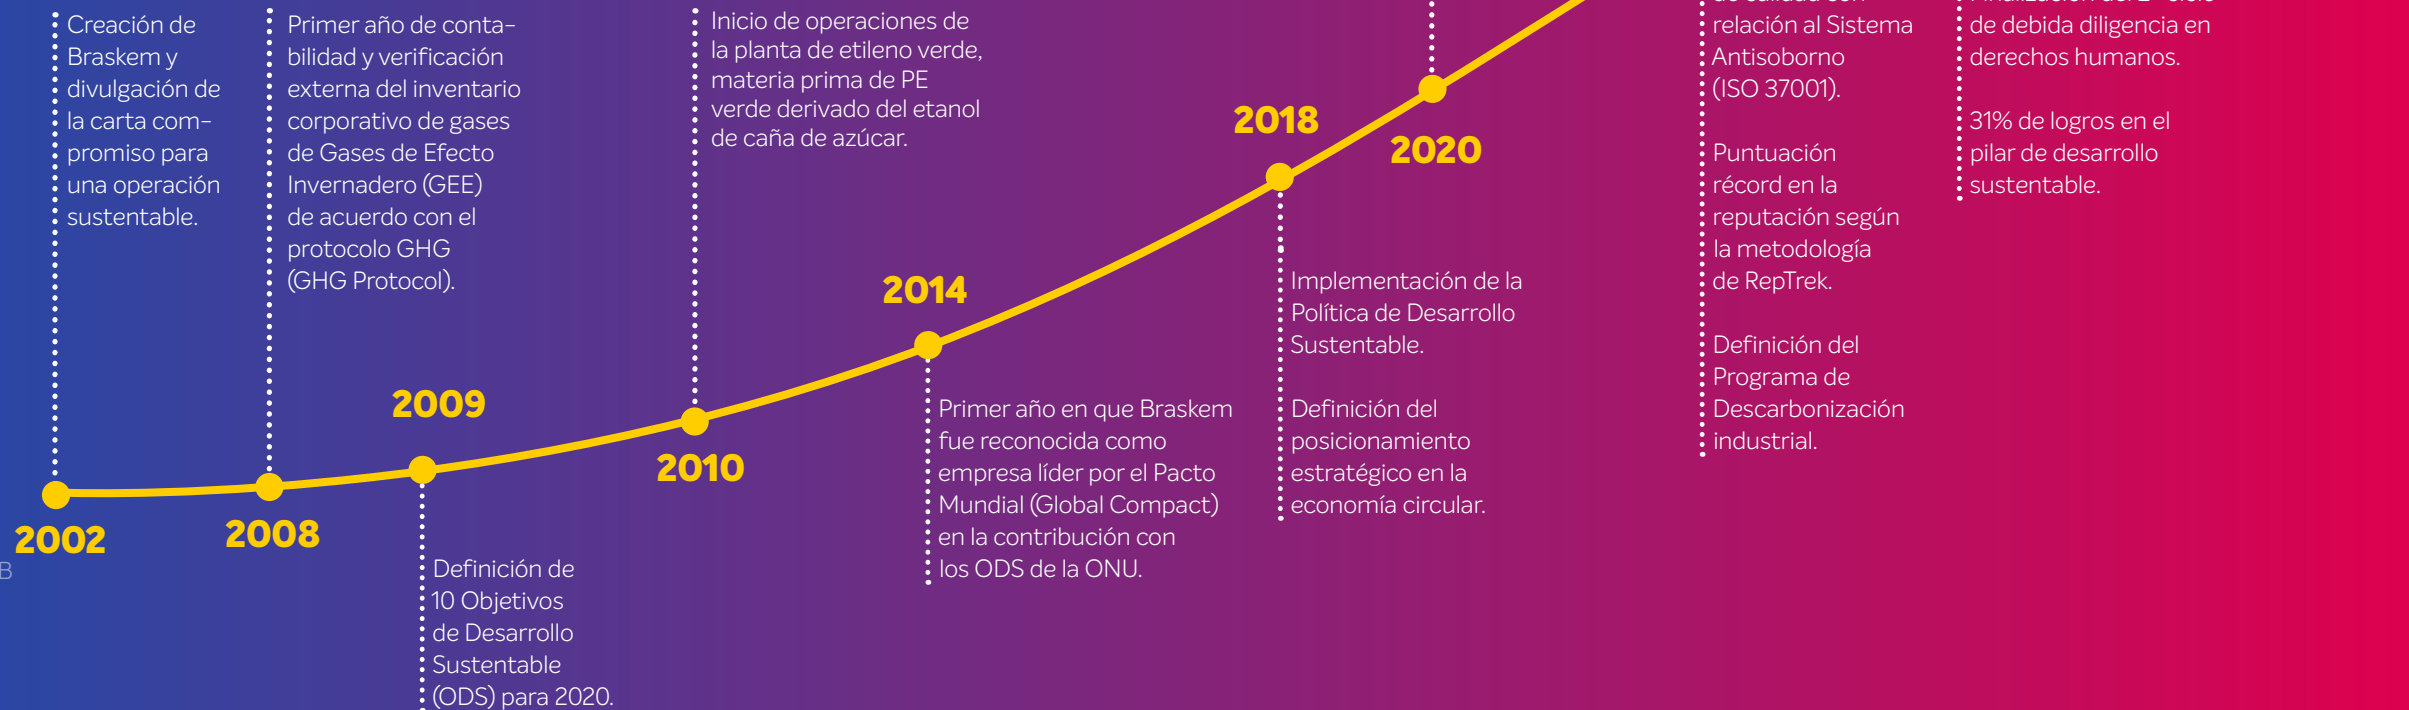 Creación de
Braskem y
divulgación de
la carta com-
promiso para
una operación
sustentable.
2002
Primer año de conta-
bilidad y verificación
externa del inventario
corporativo de gases
de Gases de Efecto
Invernadero (GEE)
de acuerdo con el
protocolo GHG
(GHG Protocol).
2008
2009
Definición de
10 Objetivos
de Desarrollo
Sustentable
(ODS) para 2020.
Inicio de operaciones de
la planta de etileno verde,
materia prima de PE
verde derivado del etanol
de caña de azúcar.
2010
2014
Primer año en que Braskem
fue reconocida como
empresa líder por el Pacto
Mundial (Global Compact)
en la contribución con
los ODS de la ONU.
2018
Implementación de la
Política de Desarrollo
Sustentable.
Definición del
posicionamiento
estratégico en la
economía circular.
2020
relación al Sistema
Antisoborno
(ISO 37001).
Puntuación
récord en la
reputación según
la metodología
de RepTrek.
Definición del
Programa de
Descarbonización
industrial.
de debida diligencia en
derechos humanos.
31% de logros en el
pilar de desarrollo
sustentable.
B